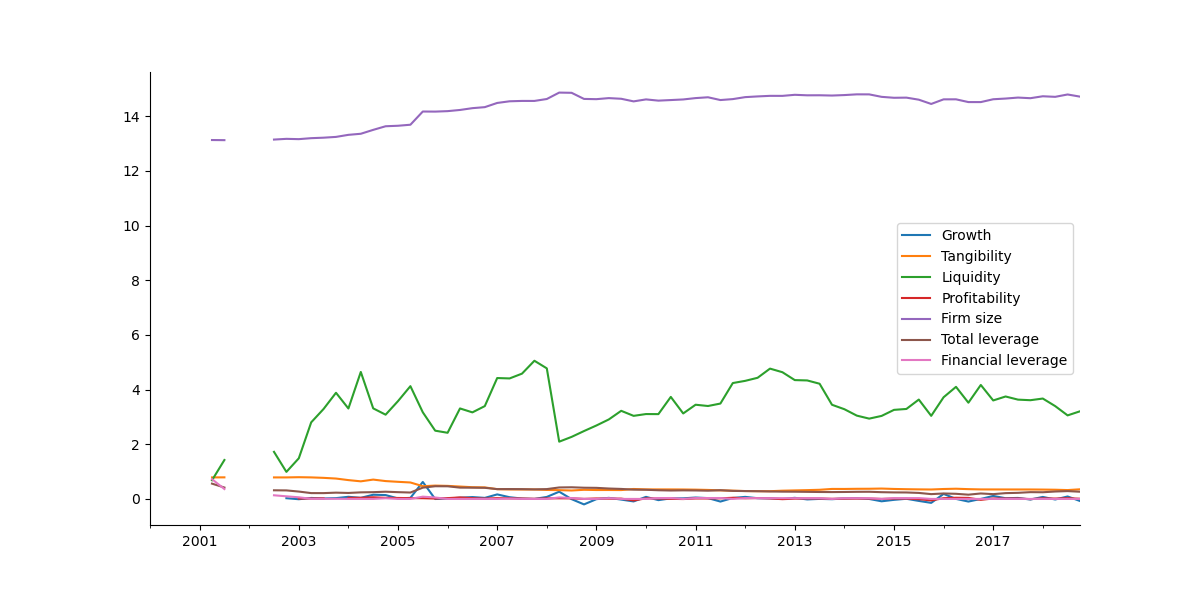 14
12
10
8
6
4
2
0
2001 2003 2005 2007 2009 2011 2013 2015 2017
Growth
Tangibility
Liquidity
Profitability
Firm size
Total leverage
Financial leverage